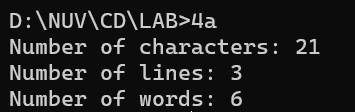 D:\NUV\CD\LAB>4a
Number of characters: 21
Number of lines: 3
Number of words: 6